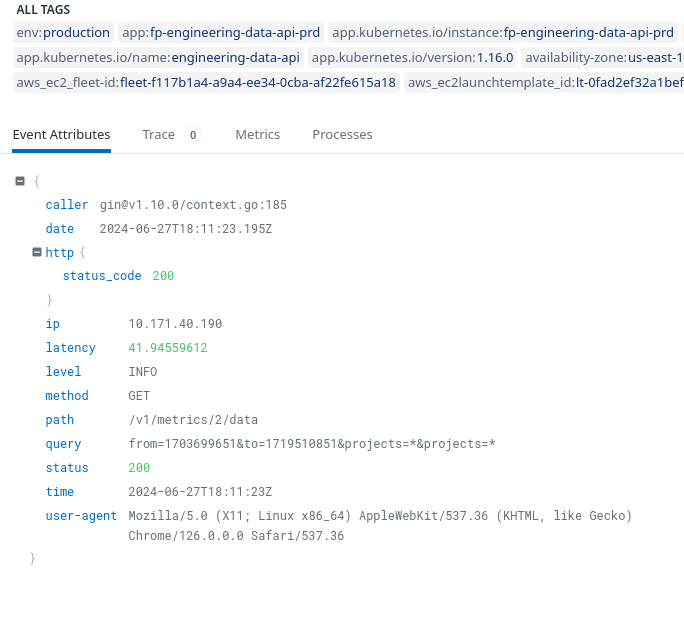 ALL TAGS
env:production app:fp-engineering-data-api-prd app.kubernetes.io/instance:fp-engineering-data-api-prd
app.kubernetes.io/name:engineering-data-api app.kubernetes.io/version:1.16.0 availability-zone:us-east-1
aws_ec2_fleet-id:fleet-f117b1a4-a9a4-ee34-0cba-af22fe615a18 aws_ec2launchtemplate_id:lt-0fad2ef32a1bef
Event Attributes Trace 0 Metrics Processes
{
caller gin@v1.10.0/context.go:185
date 2024-06-27T18:11:23.195Z
http {
status_code 200
}
ip 10.171.40.190
latency 41.94559612
level INFO
method GET
path /v1/metrics/2/data
query from=1703699651&to=1719510851&projects=*&projects=*
status 200
time 2024-06-27T18:11:23Z
user-agent Mozilla/5.0 (X11; Linux x86_64) AppleWebKit/537.36 (KHTML, like Gecko)
Chrome/126.0.0.0 Safari/537.36
}